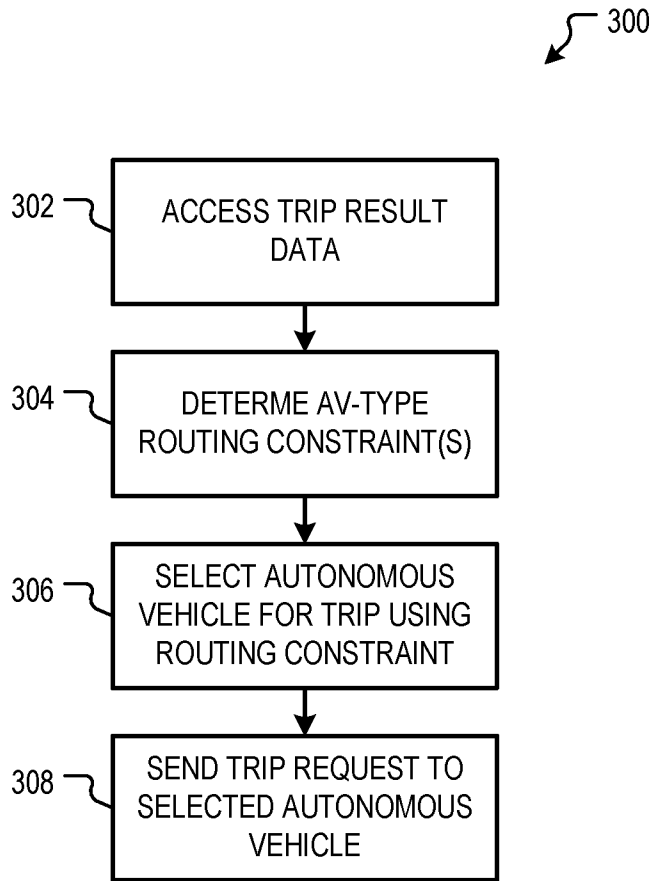 300
302
ACCESS TRIP RESULT
DATA
304
DETERME AV-TYPE
ROUTING CONSTRAINT(S)
306
SELECT AUTONOMOUS
VEHICLE FOR TRIP USING
ROUTING CONSTRAINT
308
SEND TRIP REQUEST TO
SELECTED AUTONOMOUS
VEHICLE